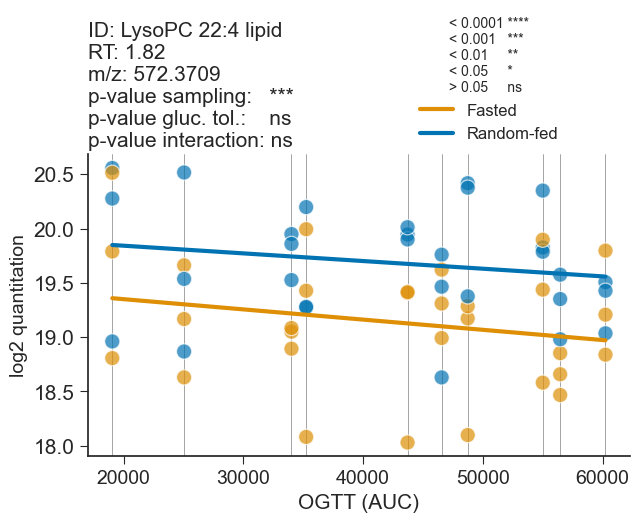 ID: LysoPC 22:4 lipid
RT: 1.82
m/z: 572.3709
p-value sampling: ***
p-value gluc. tol.: ns
p-value interaction: ns
< 0.0001 ****
< 0.001 ***
< 0.01 **
< 0.05 *
> 0.05 ns
Fasted
Random-fed
20.5
20.0
19.5
19.0
18.5
18.0
log2 quantitation
20000 30000 40000 50000 60000
OGTT (AUC)